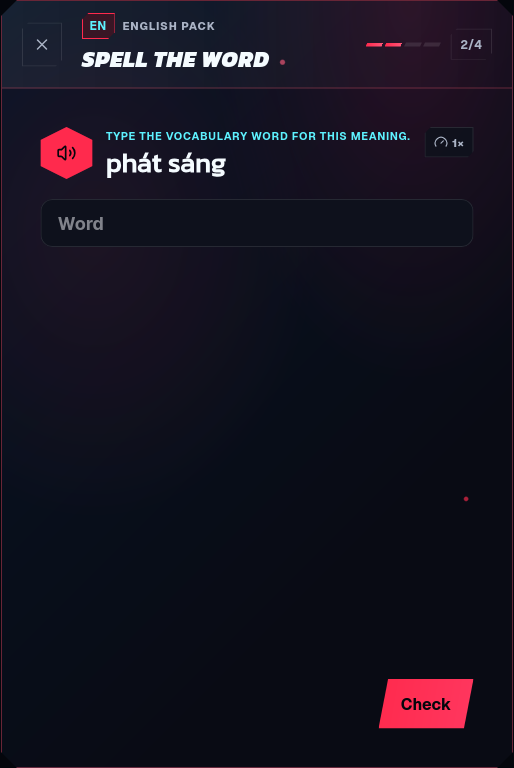 EN ENGLISH PACK
SPELL THE WORD
2/4
TYPE THE VOCABULARY WORD FOR THIS MEANING.
phát sáng
1×
Word
Check